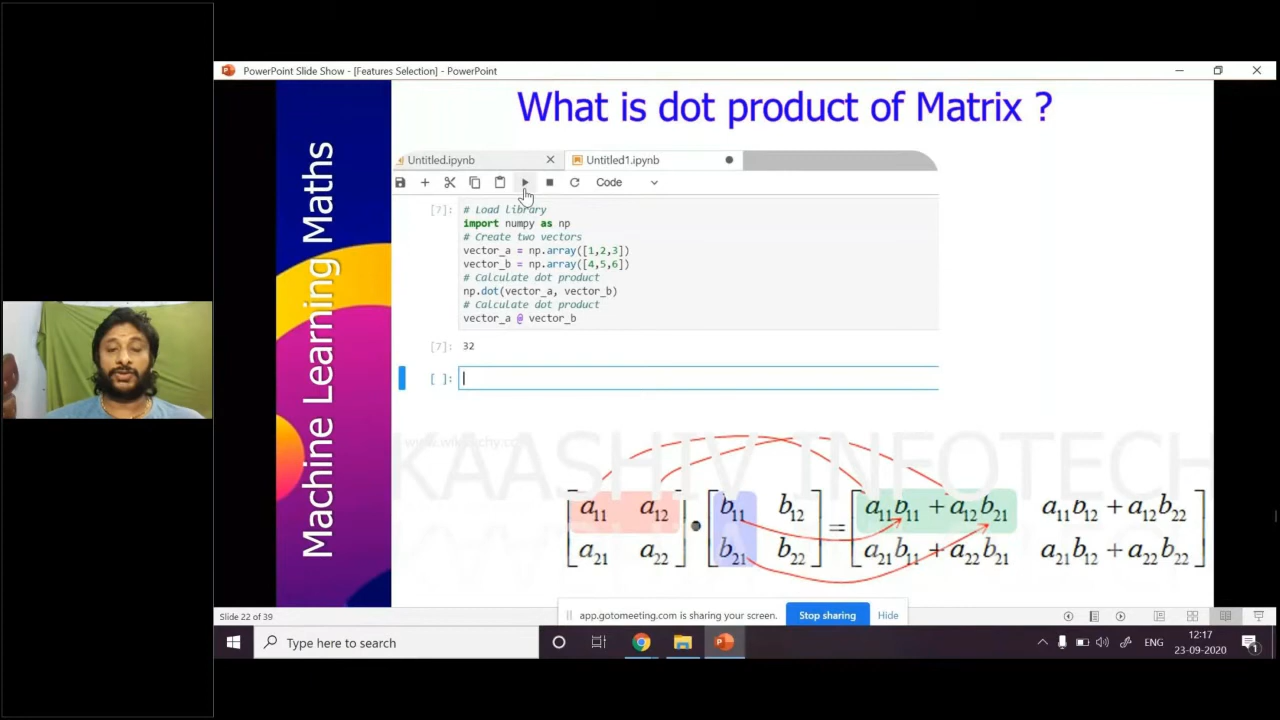 PowerPoint Slide Show - [Features Selection] - PowerPoint
Machine Learning Maths
What is dot product of Matrix ?
Untitled.ipynb
Untitled1.ipynb
Code
[7]: # Load library
import numpy as np
# Create two vectors
vector_a = np.array([1,2,3])
vector_b = np.array([4,5,6])
# Calculate dot product
np.dot(vector_a, vector_b)
# Calculate dot product
vector_a @ vector_b
[7]: 32
[ ]:
KAASHIV INFOTECH
a11 a12 b11 b12 = a11b11 + a12b21 a11b12 + a12b22
a21 a22 b21 b22 a21b11 + a22b21 a21b12 + a22b22
app.gotomeeting.com is sharing your screen. Stop sharing Hide
Slide 22 of 39
Type here to search
ENG
12:17
23-09-2020
1